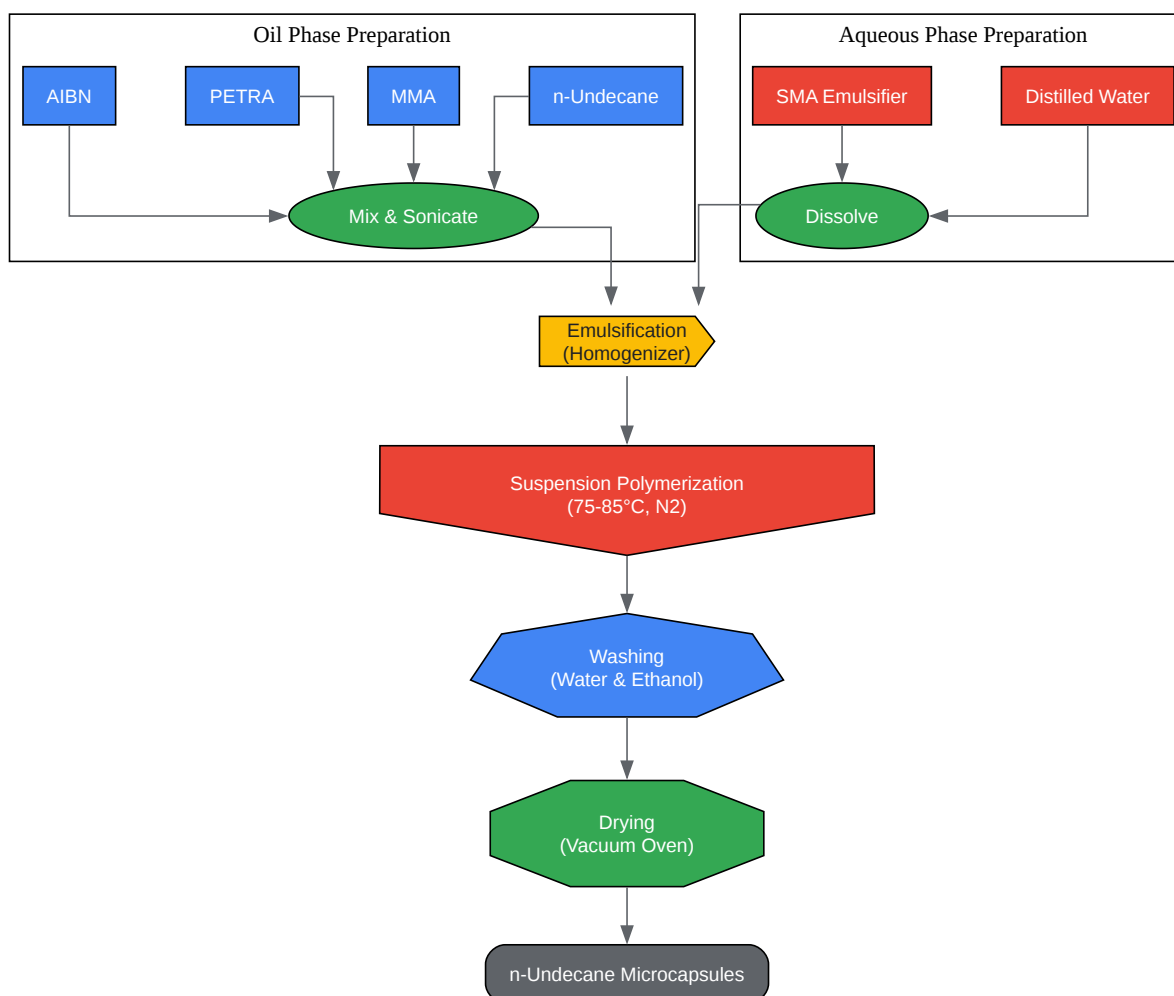 Oil Phase Preparation
AIBN
PETRA
MMA
n-Undecane
Mix & Sonicate
Aqueous Phase Preparation
SMA Emulsifier
Distilled Water
Dissolve
Emulsification
(Homogenizer)
Suspension Polymerization
(75-85°C, N2)
Washing
(Water & Ethanol)
Drying
(Vacuum Oven)
n-Undecane Microcapsules